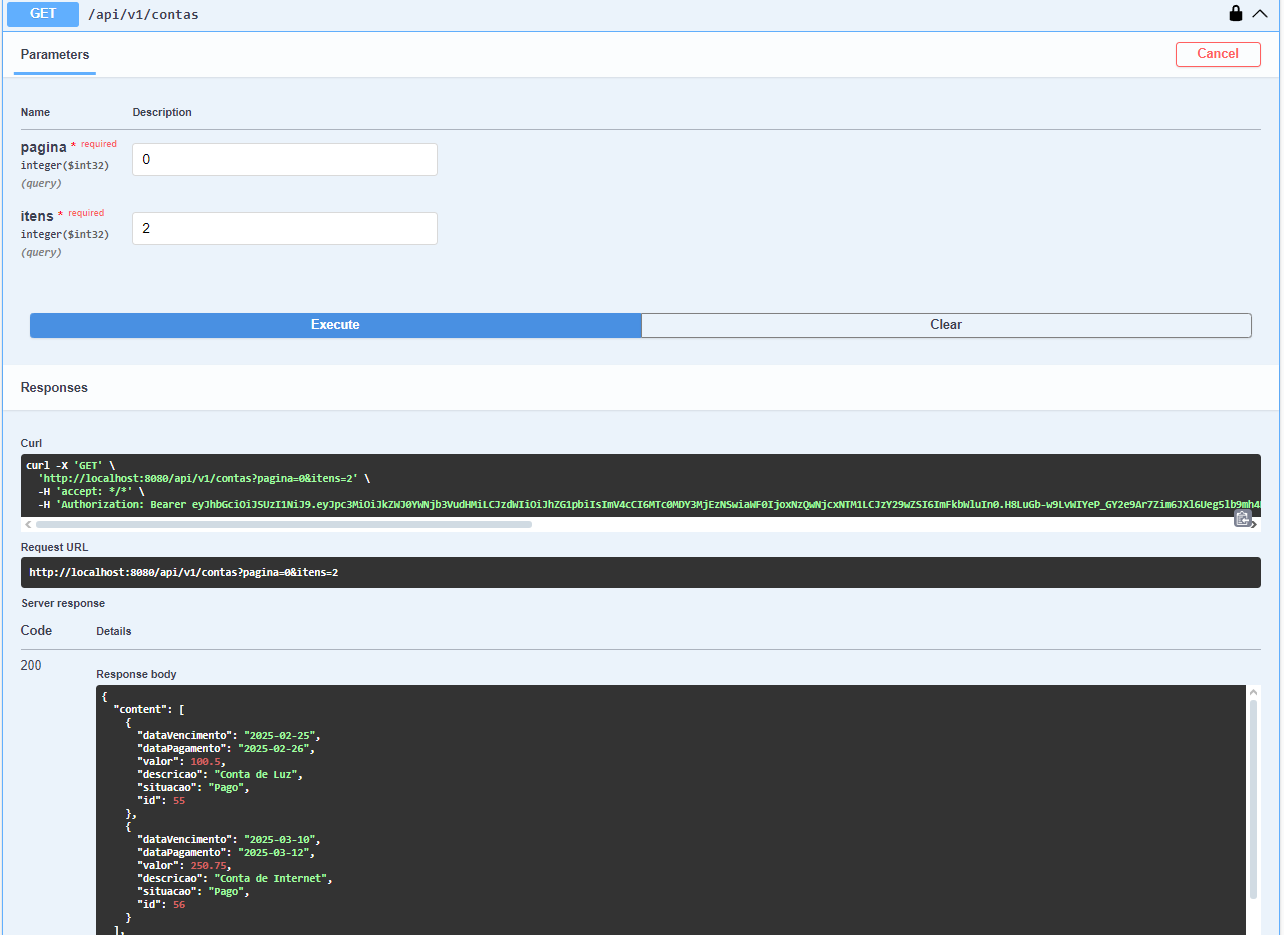 GET /api/v1/contas
Parameters
Cancel
Name Description
pagina * required
integer($int32)
(query)
0
itens * required
integer($int32)
(query)
2
Execute Clear
Responses
Curl
curl -X 'GET' \
'http://localhost:8080/api/v1/contas?pagina=0&itens=2' \
-H 'accept: */*' \
-H 'Authorization: Bearer
Request URL
http://localhost:8080/api/v1/contas?pagina=0&itens=2
Server response
Code Details
200
Response body
{
"content": [
{
"dataVencimento": "2025-02-25",
"dataPagamento": "2025-02-26",
"valor": 100.5,
"descricao": "Conta de Luz",
"situacao": "Pago",
"id": 55
},
{
"dataVencimento": "2025-03-10",
"dataPagamento": "2025-03-12",
"valor": 250.75,
"descricao": "Conta de Internet",
"situacao": "Pago",
"id": 56
}
],